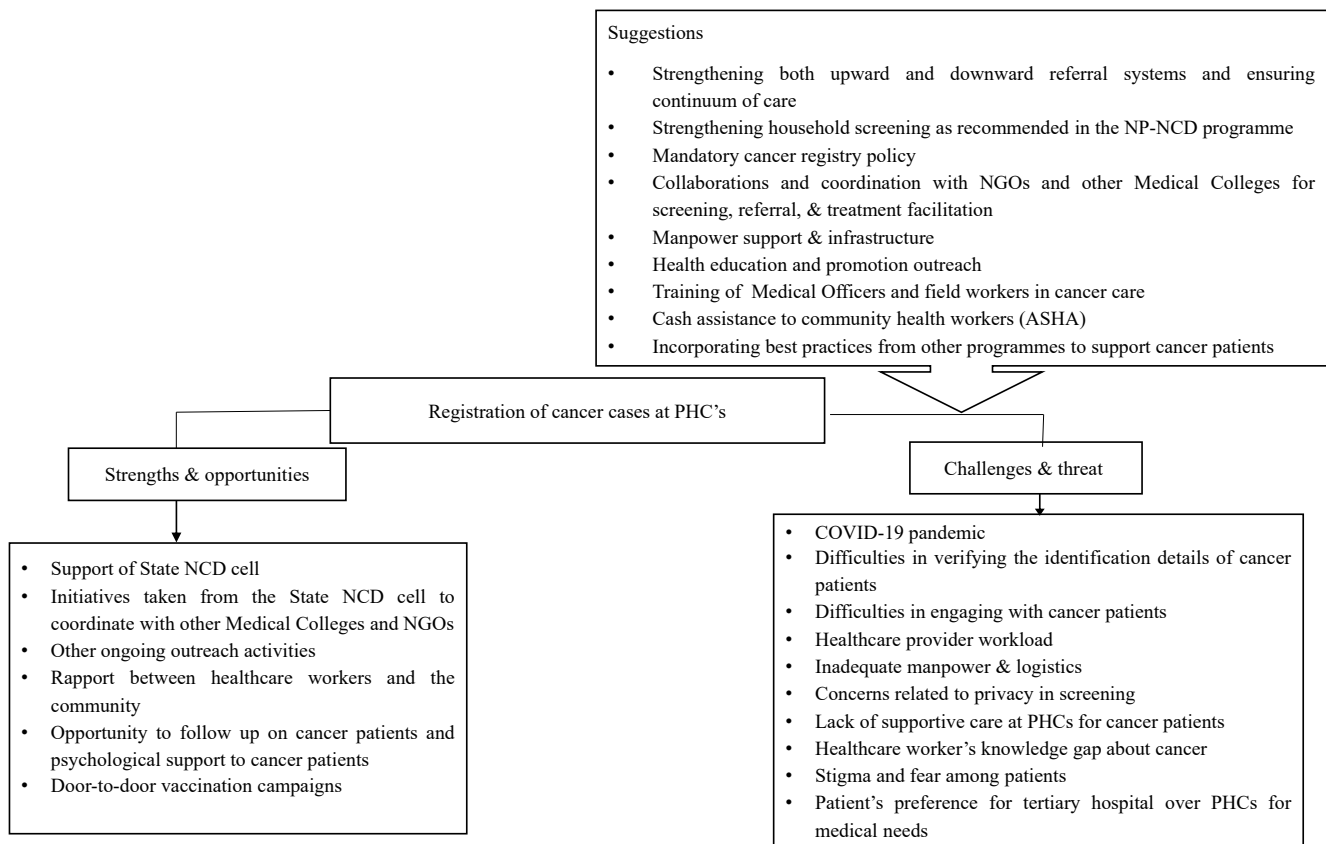 Suggestions
• Strengthening both upward and downward referral systems and ensuring
continuum of care
• Strengthening household screening as recommended in the NP-NCD programme
• Mandatory cancer registry policy
• Collaborations and coordination with NGOs and other Medical Colleges for
screening, referral, & treatment facilitation
• Manpower support & infrastructure
• Health education and promotion outreach
• Training of Medical Officers and field workers in cancer care
• Cash assistance to community health workers (ASHA)
• Incorporating best practices from other programmes to support cancer patients
Registration of cancer cases at PHC’s
Strengths & opportunities
• Support of State NCD cell
• Initiatives taken from the State NCD cell to
coordinate with other Medical Colleges and NGOs
• Other ongoing outreach activities
• Rapport between healthcare workers and the
community
• Opportunity to follow up on cancer patients and
psychological support to cancer patients
• Door-to-door vaccination campaigns
Challenges & threat
• COVID-19 pandemic
• Difficulties in verifying the identification details of cancer
patients
• Difficulties in engaging with cancer patients
• Healthcare provider workload
• Inadequate manpower & logistics
• Concerns related to privacy in screening
• Lack of supportive care at PHCs for cancer patients
• Healthcare worker’s knowledge gap about cancer
• Stigma and fear among patients
• Patient’s preference for tertiary hospital over PHCs for
medical needs